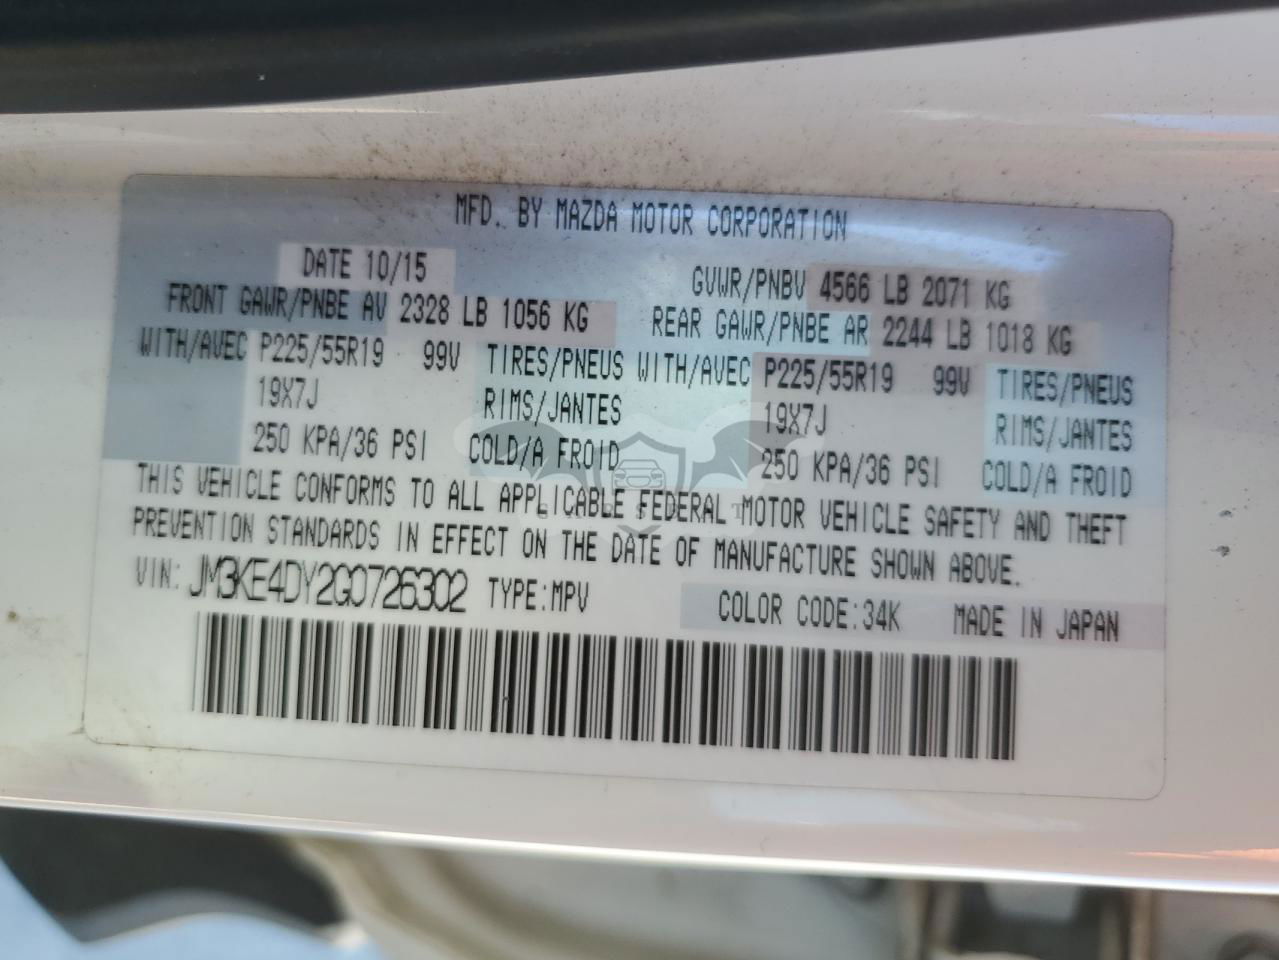 MFD. BY MAZDA MOTOR CORPORATION
DATE 10/15 GVWR/PNBV 4566 LB 2071 KG
FRONT GAWR/PNBE AV 2328 LB 1056 KG REAR GAWR/PNBE AR 2244 LB 1018 KG
WITH/AVEC P225/55R19 99V TIRES/PNEUS WITH/AVEC P225/55R19 99V TIRES/PNEUS
19X7J RIMS/JANTES 19X7J RIMS/JANTES
250 KPA/36 PSI COLD/A FROID 250 KPA/36 PSI COLD/A FROID
THIS VEHICLE CONFORMS TO ALL APPLICABLE FEDERAL MOTOR VEHICLE SAFETY AND THEFT
PREVENTION STANDARDS IN EFFECT ON THE DATE OF MANUFACTURE SHOWN ABOVE.
VIN: JM3KE4DY2G0726302 TYPE:MPV COLOR CODE:34K MADE IN JAPAN